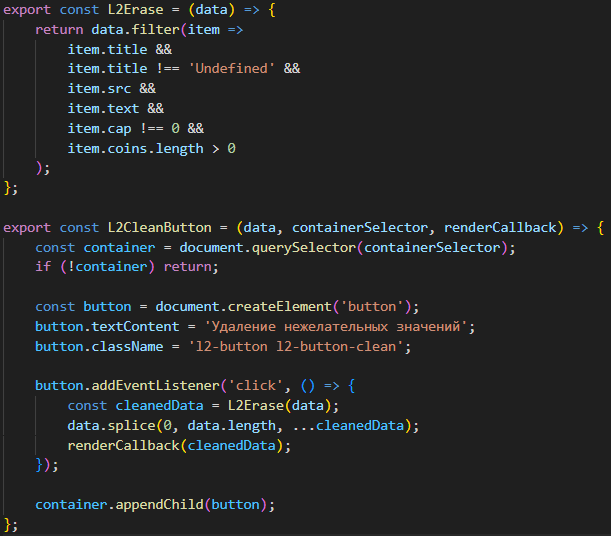 export const L2Erase = (data) => {
    return data.filter(item =>
        item.title &&
        item.title !== 'Undefined' &&
        item.src &&
        item.text &&
        item.cap !== 0 &&
        item.coins.length > 0
    );
};

export const L2CleanButton = (data, containerSelector, renderCallback) => {
    const container = document.querySelector(containerSelector);
    if (!container) return;

    const button = document.createElement('button');
    button.textContent = 'Удаление нежелательных значений';
    button.className = 'l2-button l2-button-clean';

    button.addEventListener('click', () => {
        const cleanedData = L2Erase(data);
        data.splice(0, data.length, ...cleanedData);
        renderCallback(cleanedData);
    });

    container.appendChild(button);
};